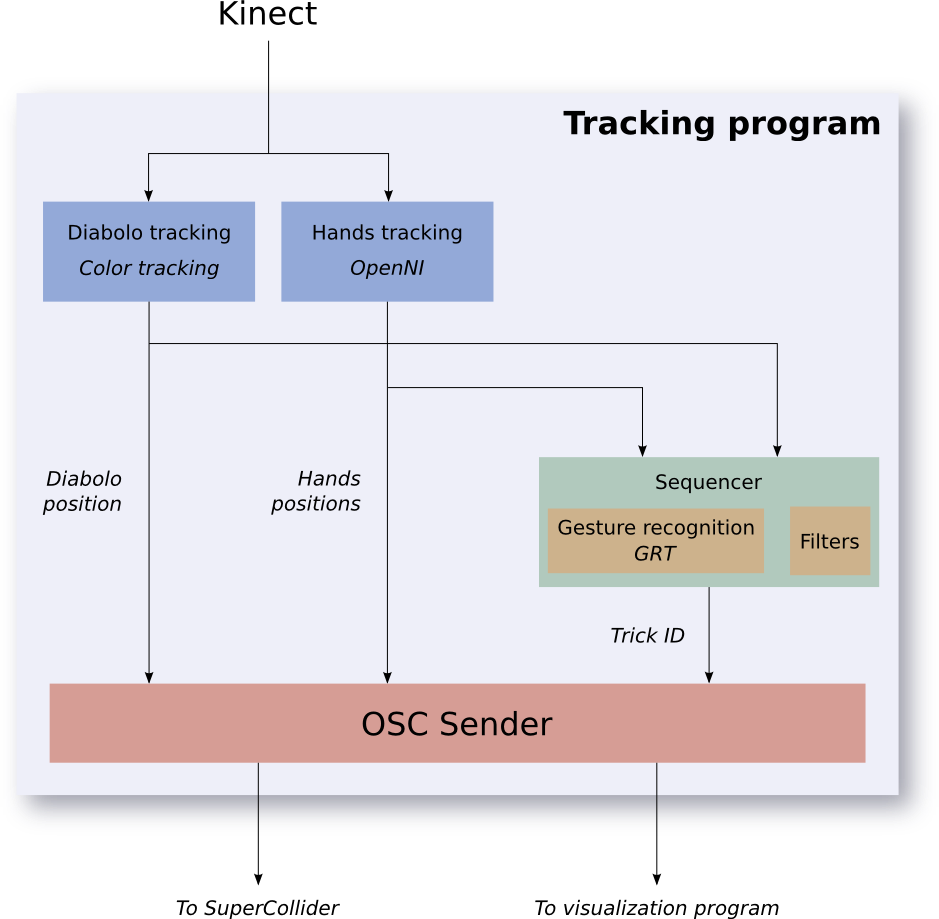 Kinect
Tracking program
Diabolo tracking
Color tracking
Hands tracking
OpenNI
Diabolo
position
Hands
positions
Sequencer
Gesture recognition
GRT
Filters
Trick ID
OSC Sender
To SuperCollider
To visualization program